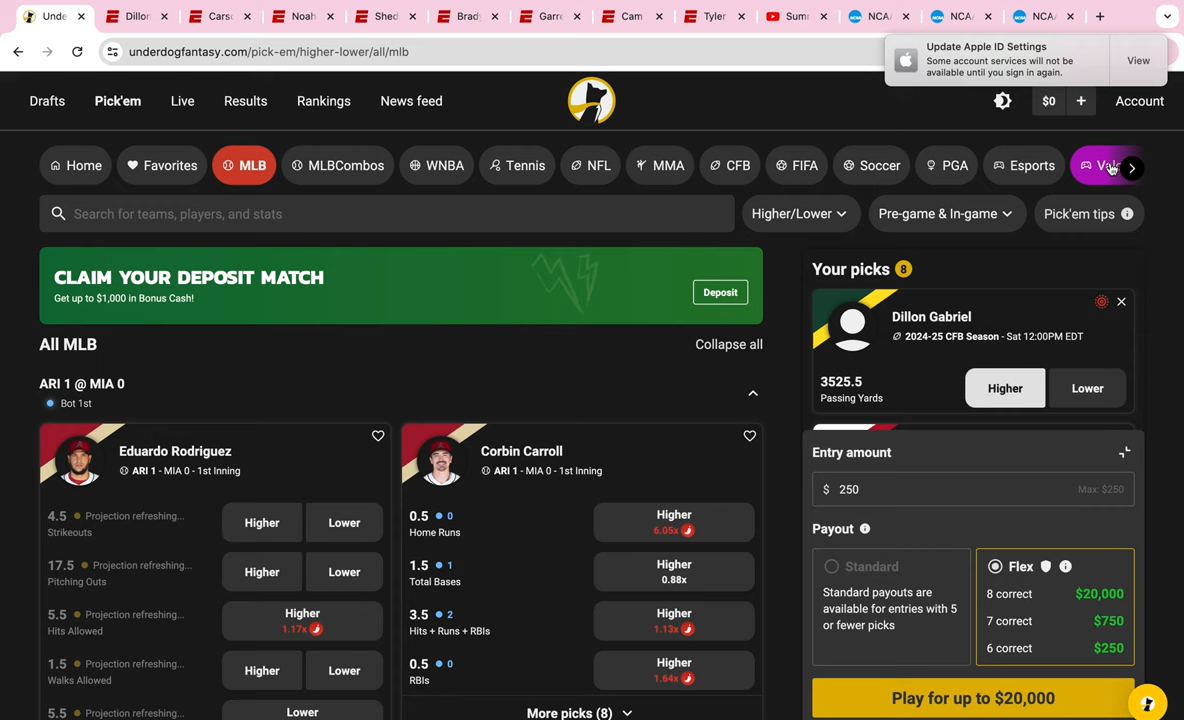 Unde
Dillon
Carso
Noah
Shed
Brady
Garre
Cam
Tyler
Sumr
NCAA
NCAA
NCAA
underdogfantasy.com/pick-em/higher-lower/all/mlb
Update Apple ID Settings
Some account services will not be
available until you sign in again.
View
Drafts
Pick'em
Live
Results
Rankings
News feed
$0
+
Account
Home
Favorites
MLB
MLBCombos
WNBA
Tennis
NFL
MMA
CFB
FIFA
Soccer
PGA
Esports
Search for teams, players, and stats
Higher/Lower
Pre-game & In-game
Pick'em tips
CLAIM YOUR DEPOSIT MATCH
Get up to $1,000 in Bonus Cash!
Deposit
All MLB
Collapse all
ARI 1 @ MIA 0
Bot 1st
Eduardo Rodriguez
ARI 1 - MIA 0 - 1st Inning
4.5 Projection refreshing...
Strikeouts
Higher
Lower
17.5 Projection refreshing...
Pitching Outs
Higher
Lower
5.5 Projection refreshing...
Hits Allowed
Higher
1.17x
1.5 Projection refreshing...
Walks Allowed
Higher
Lower
5.5 Projection refreshing...
Lower
Corbin Carroll
ARI 1 - MIA 0 - 1st Inning
0.5 0
Home Runs
Higher
6.05x
1.5 1
Total Bases
Higher
0.88x
3.5 2
Hits + Runs + RBIs
Higher
1.13x
0.5 0
RBIs
Higher
1.64x
More picks (8)
Your picks 8
Dillon Gabriel
2024-25 CFB Season - Sat 12:00PM EDT
3525.5
Passing Yards
Higher
Lower
Entry amount
$ 250
Max: $250
Payout
Standard
Standard payouts are
available for entries with 5
or fewer picks
Flex
8 correct $20,000
7 correct $750
6 correct $250
Play for up to $20,000